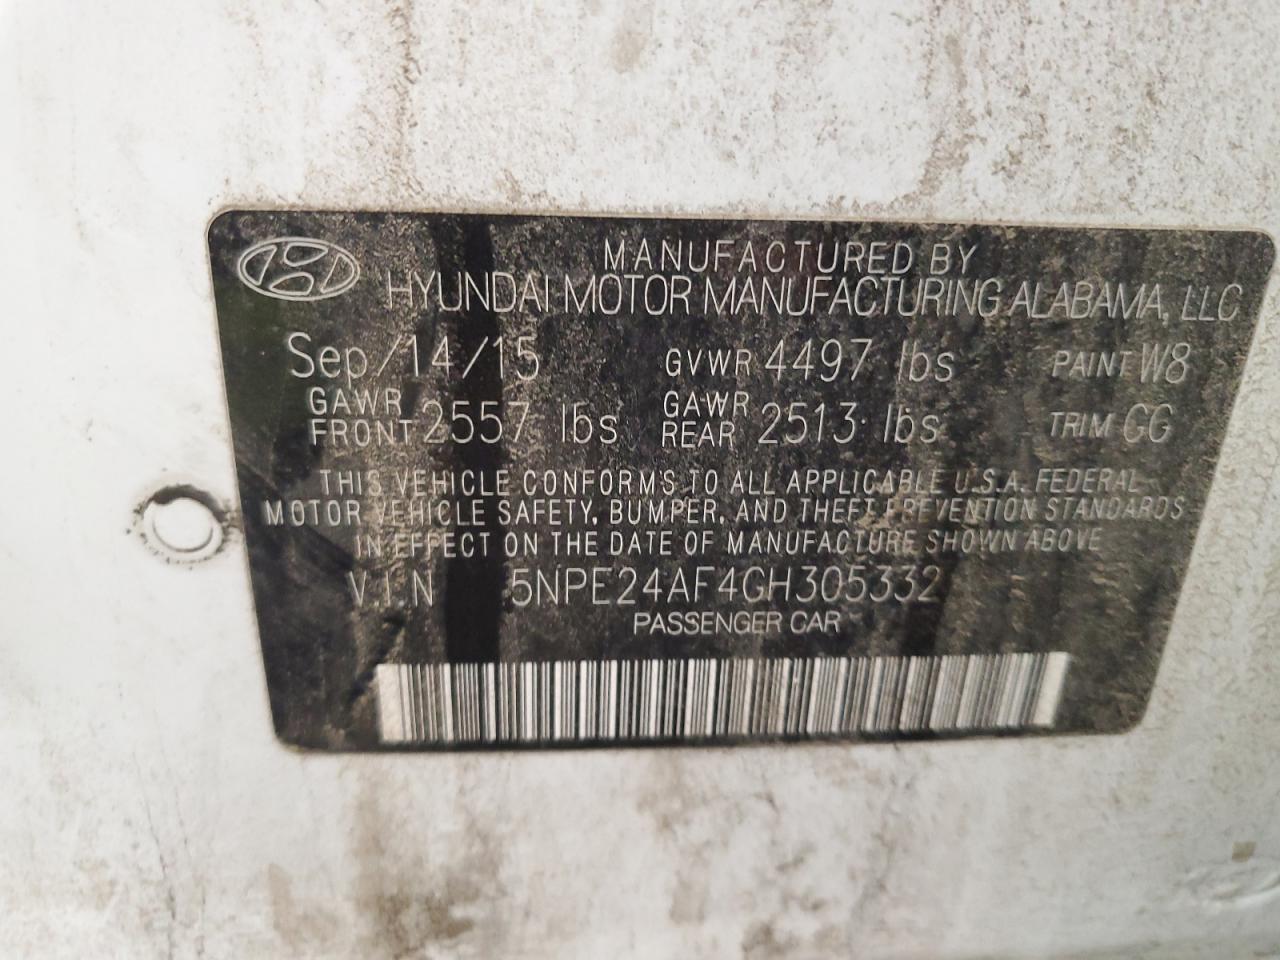 MANUFACTURED BY
HYUNDAI MOTOR MANUFACTURING ALABAMA, LLC
Sep/14/15 GVWR 4497 lbs PAINT W8
GAWR FRONT 2557 lbs GAWR REAR 2513 lbs TRIM GG
THIS VEHICLE CONFORMS TO ALL APPLICABLE U.S.A. FEDERAL
MOTOR VEHICLE SAFETY, BUMPER, AND THEFT PREVENTION STANDARDS
IN EFFECT ON THE DATE OF MANUFACTURE SHOWN ABOVE
V.I.N 5NPE24AF4GH305332
PASSENGER CAR